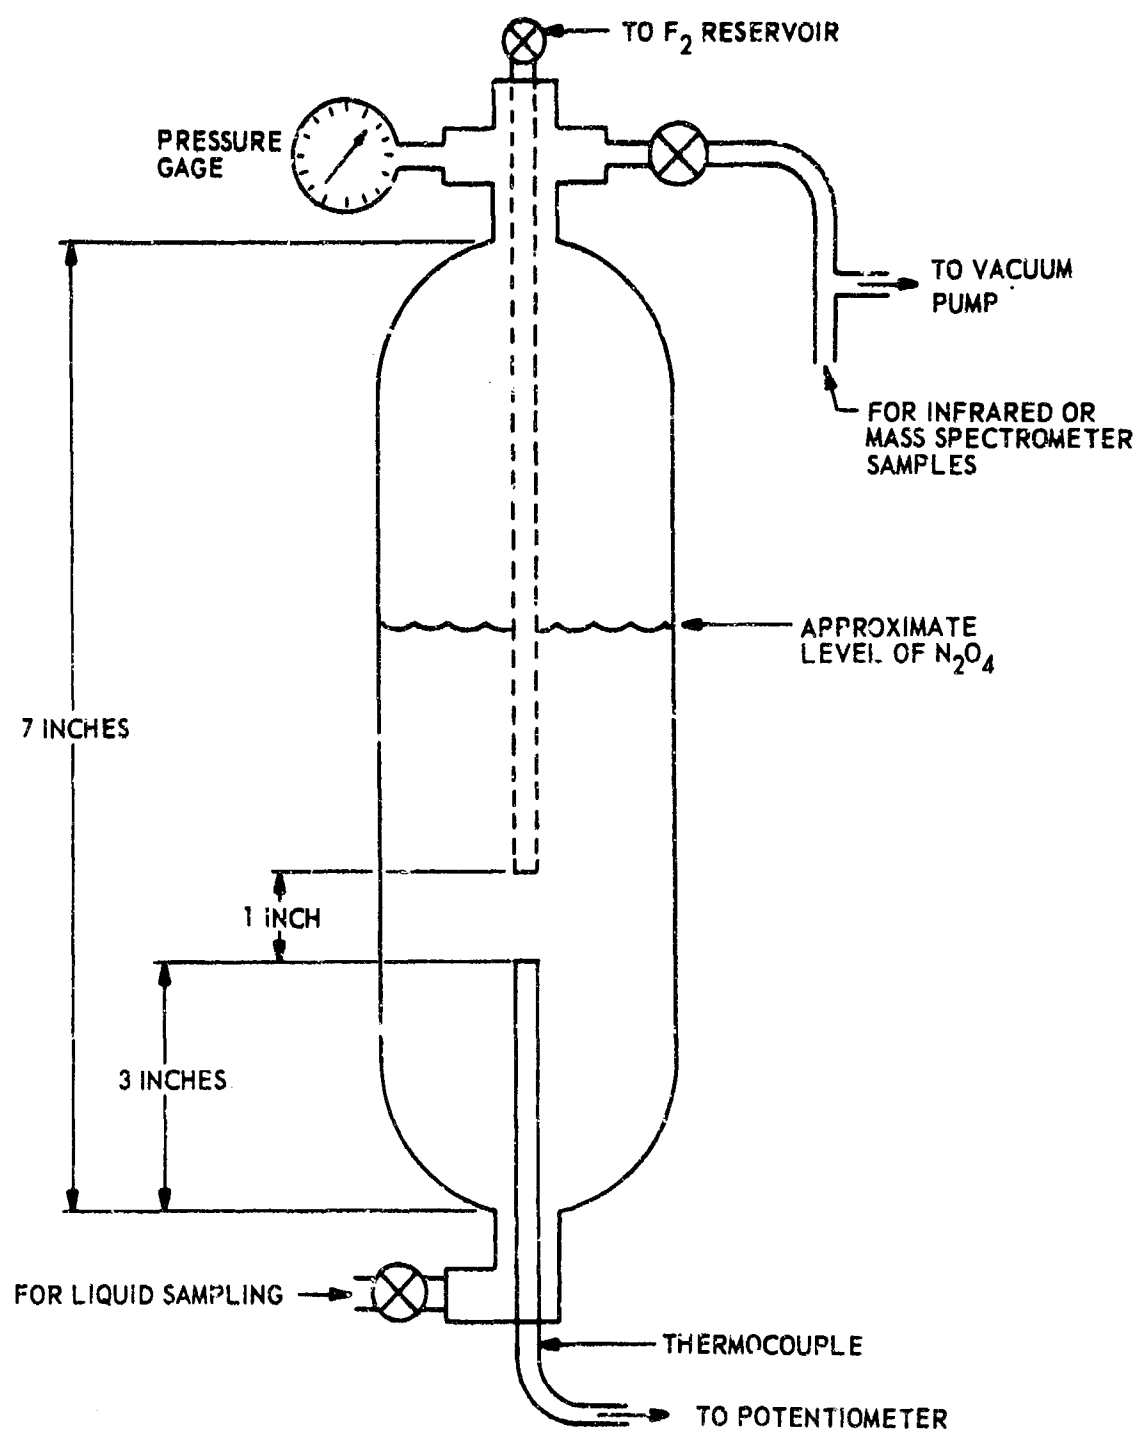 TO F2 RESERVOIR
PRESSURE
GAGE
TO VACUUM
PUMP
FOR INFRARED OR
MASS SPECTROMETER
SAMPLES
APPROXIMATE
LEVEL OF N2O4
7 INCHES
1 INCH
3 INCHES
FOR LIQUID SAMPLING
THERMOCOUPLE
TO POTENTIOMETER